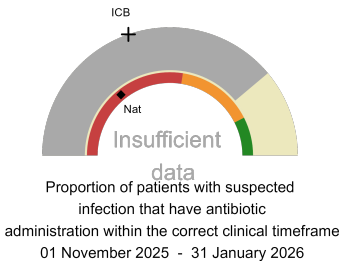 ICB
Nat
Insufficient
data
Proportion of patients with suspected
infection that have antibiotic
administration within the correct clinical timeframe
01 November 2025 - 31 January 2026